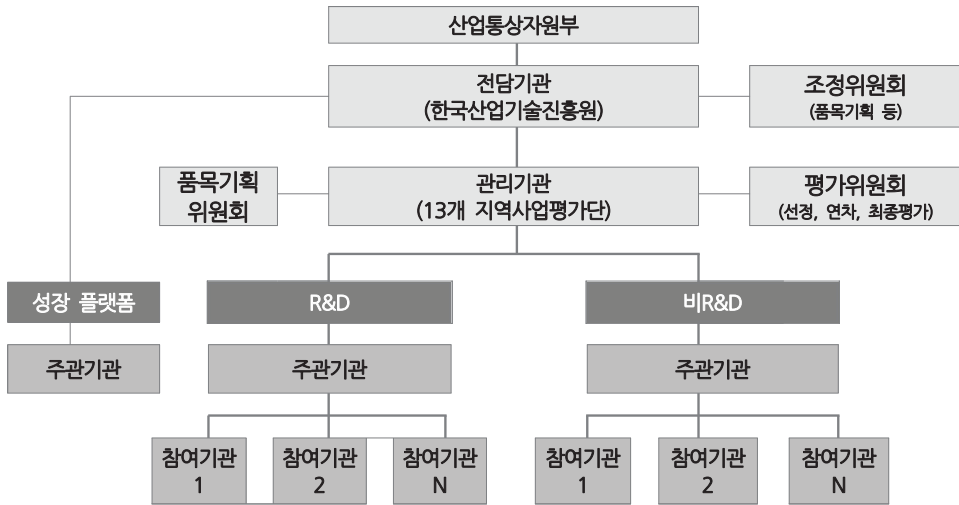 산업통상자원부
전담기관
(한국산업기술진흥원)
조정위원회
(품목기획 등)
품목기획
위원회
관리기관
(13개 지역사업평가단)
평가위원회
(선정, 연차, 최종평가)
성장 플랫폼
R&D
비R&D
주관기관
주관기관
주관기관
참여기관
1
참여기관
2
참여기관
N
참여기관
1
참여기관
2
참여기관
N